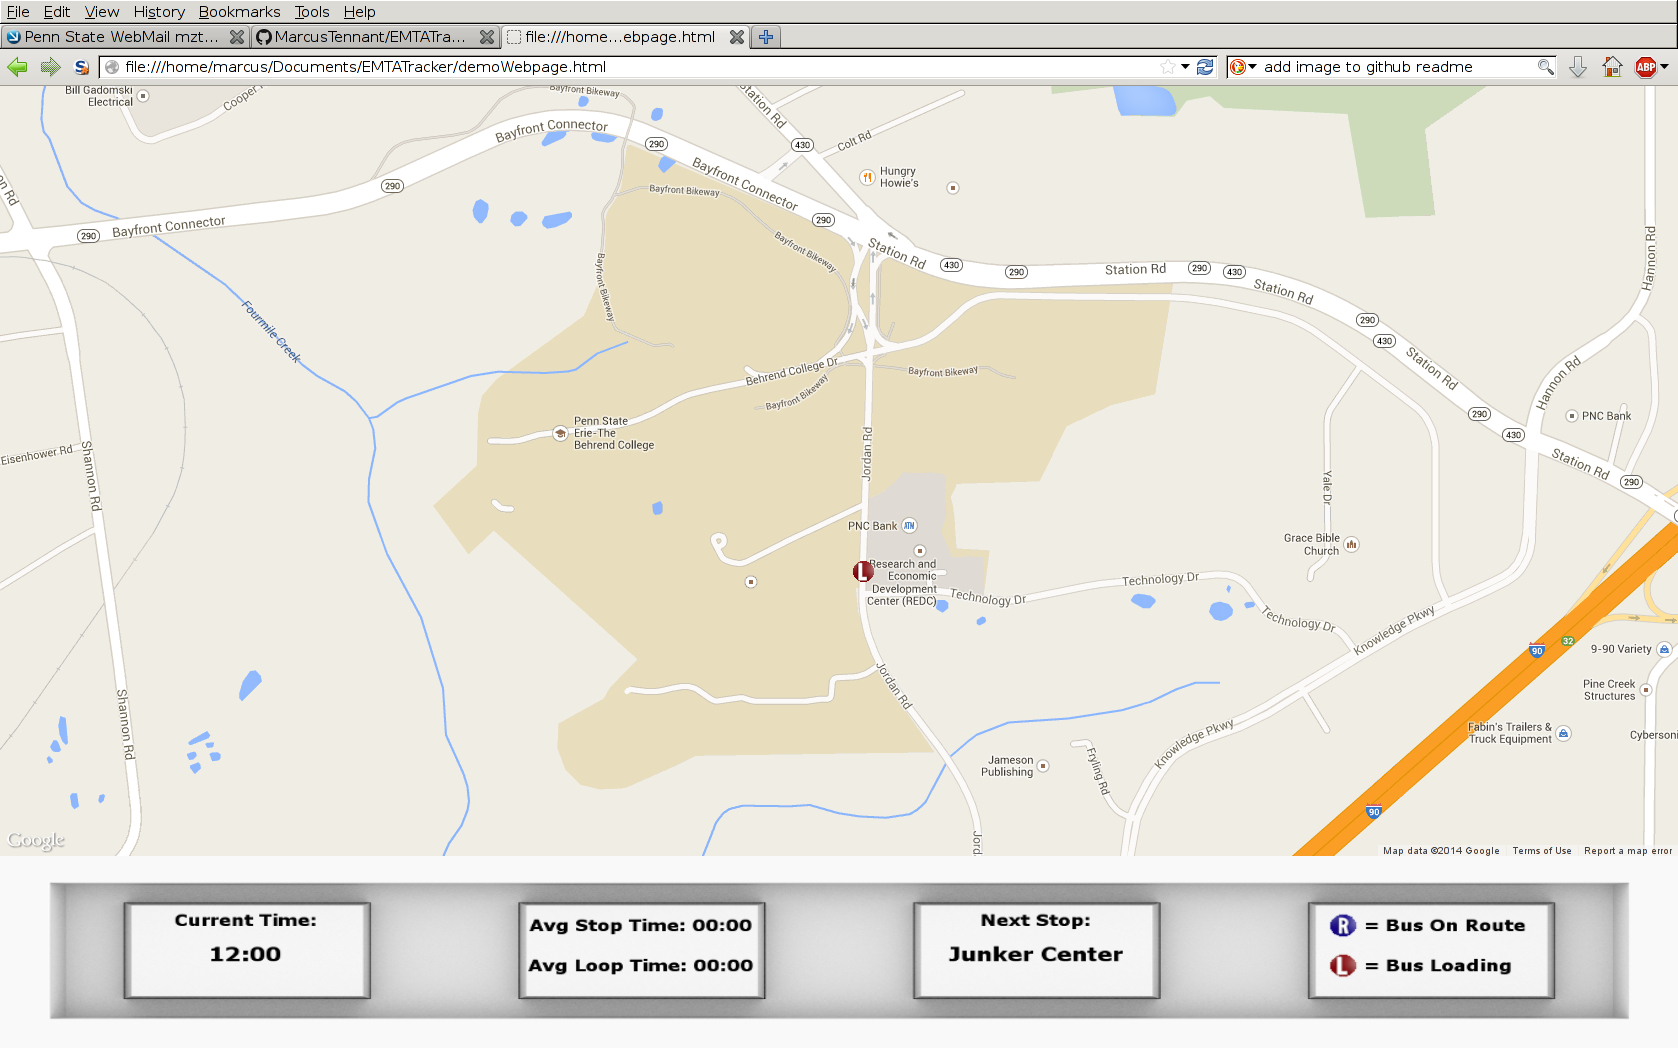 File Edit View History Bookmarks Tools Help
Penn State WebMail mzt...
MarcusTennant/EMTATra...
file:///home...ebpage.html
file:///home/marcus/Documents/EMTATracker/demoWebpage.html
add image to github readme
ABP
Bill Gadomski
Electrical
Cooper
Bayfront Bikeway
Station Rd
Bayfront Connector
290
430
Colt Rd
Hungry
Howie's
290
Bayfront Connector
Bayfront Bikeway
290
Bayfront Connector
290
Station Rd
430
290
Station Rd
290
430
Station Rd
Hannon Rd
Bayfront Bikeway
Bayfront Bikeway
Fourmile Creek
290
430
Station Rd
Behrend College Dr
Bayfront Bikeway
Bayfront Bikeway
Hannon Rd
290
430
PNC Bank
Penn State
Erie-The
Behrend College
Jordan Rd
Eisenhower Rd
Shannon Rd
Station Rd
290
Yale Dr
PNC Bank
ATM
Grace Bible
Church
L
Research and
Economic
Development
Center (REDC)
Technology Dr
Technology Dr
Technology Dr
Knowledge Pkwy
90
32
9-90 Variety
Pine Creek
Structures
Jordan Rd
Shannon Rd
Knowledge Pkwy
Fabin's Trailers &
Truck Equipment
Cybersoni
Jameson
Publishing
Fryling Rd
90
Jord
Google
Map data ©2014 Google
Terms of Use
Report a map error
Current Time:
12:00
Avg Stop Time: 00:00
Avg Loop Time: 00:00
Next Stop:
Junker Center
R = Bus On Route
L = Bus Loading